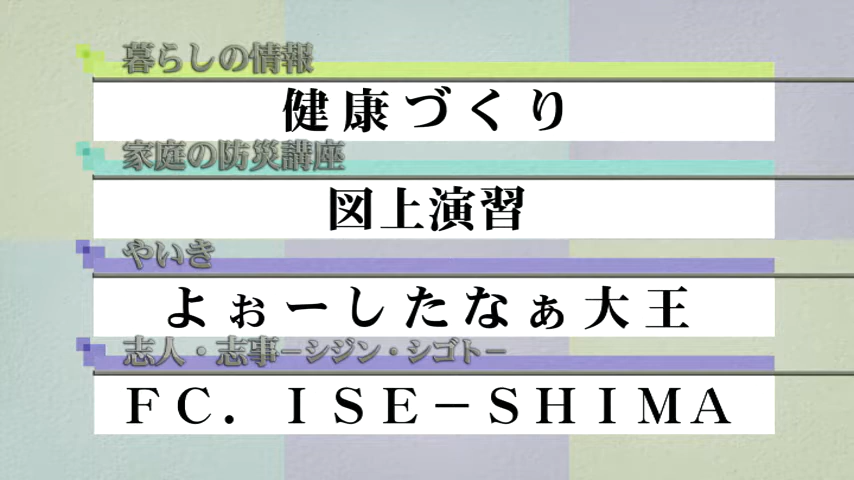 暮らしの情報
健康づくり
家庭の防災講座
図上演習
やいき
よぉーしたなぁ大王
志人・志事－シジン・シゴト－
ＦＣ．ＩＳＥ－ＳＨＩＭＡ